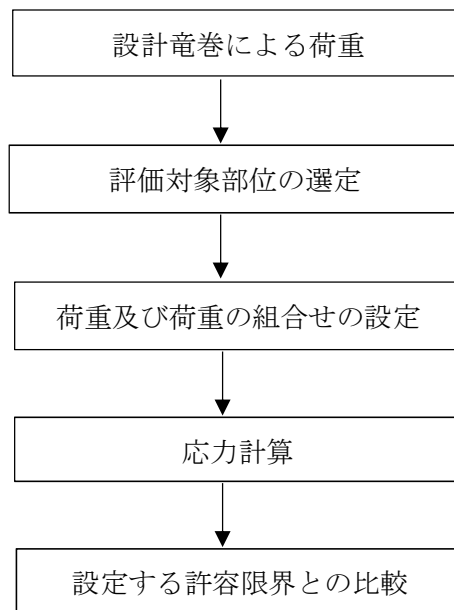 設計竜巻による荷重
評価対象部位の選定
荷重及び荷重の組合せの設定
応力計算
設定する許容限界との比較